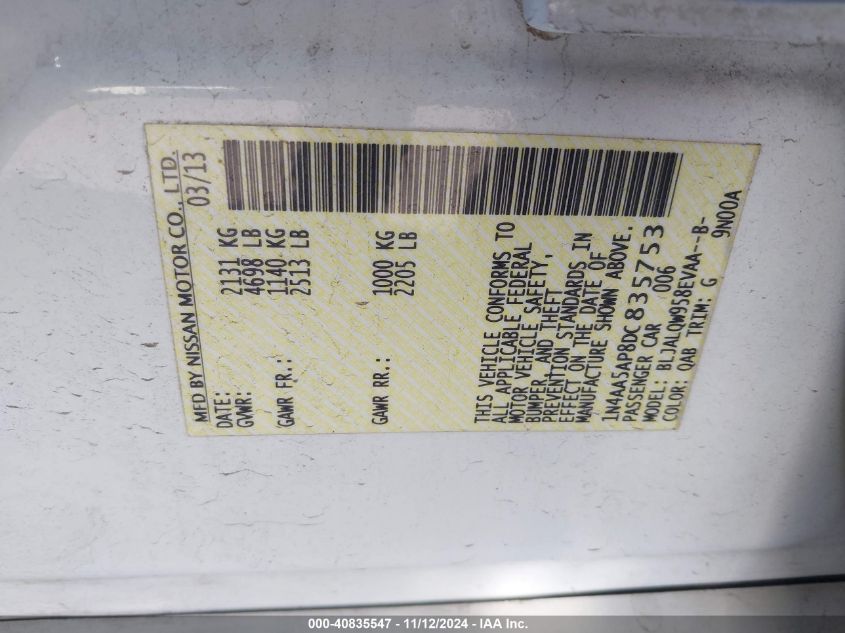 MFD BY NISSAN MOTOR CO., LTD.
DATE: 03/13
GVWR: 2131 KG
4698 LB
GAWR FR.: 1140 KG
2513 LB
GAWR RR.: 1000 KG
2205 LB
THIS VEHICLE CONFORMS TO
ALL APPLICABLE FEDERAL
MOTOR VEHICLE SAFETY,
BUMPER, AND THEFT
PREVENTION STANDARDS IN
EFFECT ON THE DATE OF
MANUFACTURE SHOWN ABOVE.
1N4AA5AP8DC835753
PASSENGER CAR 006
MODEL: BLJALQW958EVAA--B-
COLOR: QAB TRIM: G 9N00A
000-40835547 - 11/12/2024 - IAA Inc.